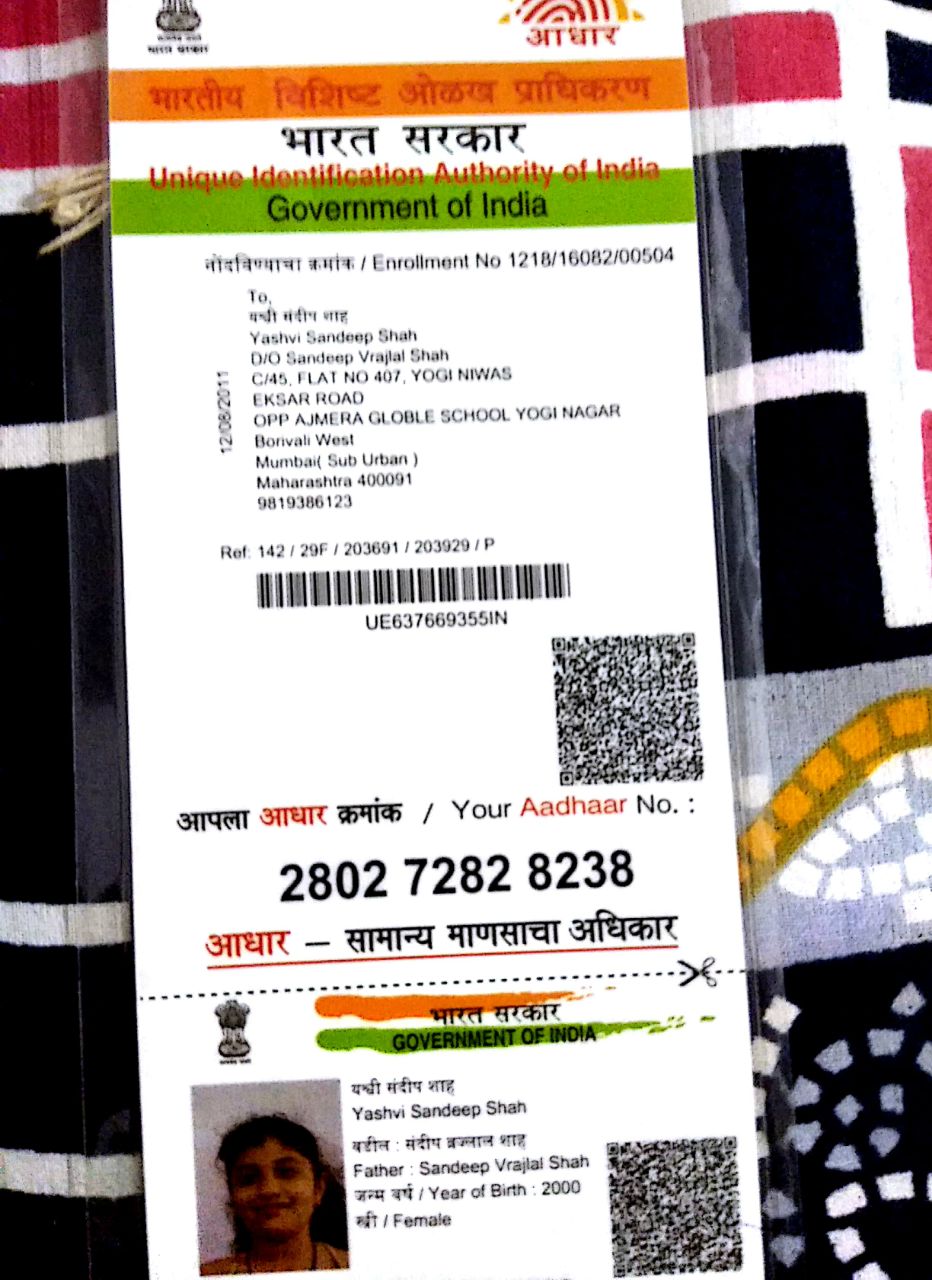 भारत सरकार
आधार
भारतीय विशिष्ट ओळख प्राधिकरण
भारत सरकार
Unique Identification Authority of India
Government of India
नोंदविण्याचा क्रमांक / Enrollment No 1218/16082/00504
To,
यश्वी संदीप शाह
Yashvi Sandeep Shah
D/O Sandeep Vrajlal Shah
C/45, FLAT NO 407, YOGI NIWAS
EKSAR ROAD
OPP AJMERA GLOBLE SCHOOL YOGI NAGAR
Borivali West
Mumbai( Sub Urban )
Maharashtra 400091
9819386123
12/08/2011
Ref: 142 / 29F / 203691 / 203929 / P
UE637669355IN
आपला आधार क्रमांक / Your Aadhaar No. :
2802 7282 8238
आधार – सामान्य माणसाचा अधिकार
भारत सरकार
GOVERNMENT OF INDIA
यश्वी संदीप शाह
Yashvi Sandeep Shah
वडील : संदीप व्रजलाल शाह
Father : Sandeep Vrajlal Shah
जन्म वर्ष / Year of Birth : 2000
स्त्री / Female